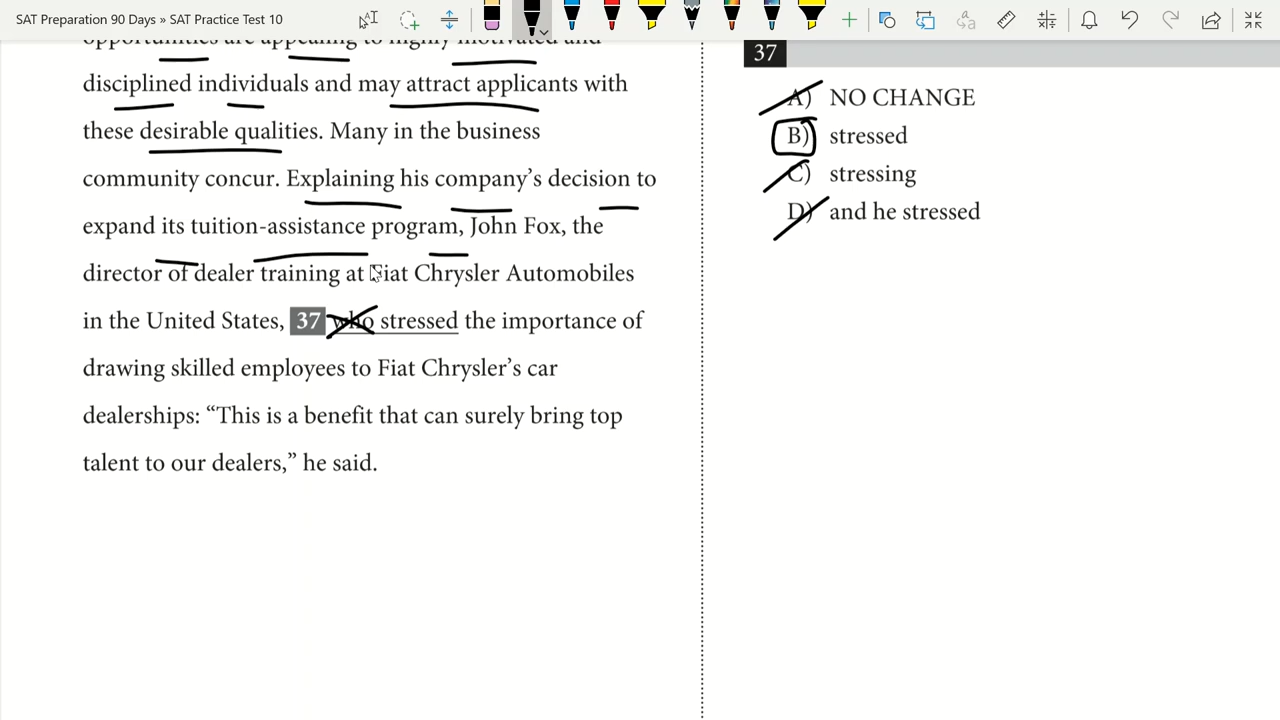 SAT Preparation 90 Days » SAT Practice Test 10
opportunities are appealing to highly motivated and
disciplined individuals and may attract applicants with
these desirable qualities. Many in the business
community concur. Explaining his company’s decision to
expand its tuition-assistance program, John Fox, the
director of dealer training at Fiat Chrysler Automobiles
in the United States, 37 who stressed the importance of
drawing skilled employees to Fiat Chrysler’s car
dealerships: “This is a benefit that can surely bring top
talent to our dealers,” he said.
37
A) NO CHANGE
B) stressed
C) stressing
D) and he stressed